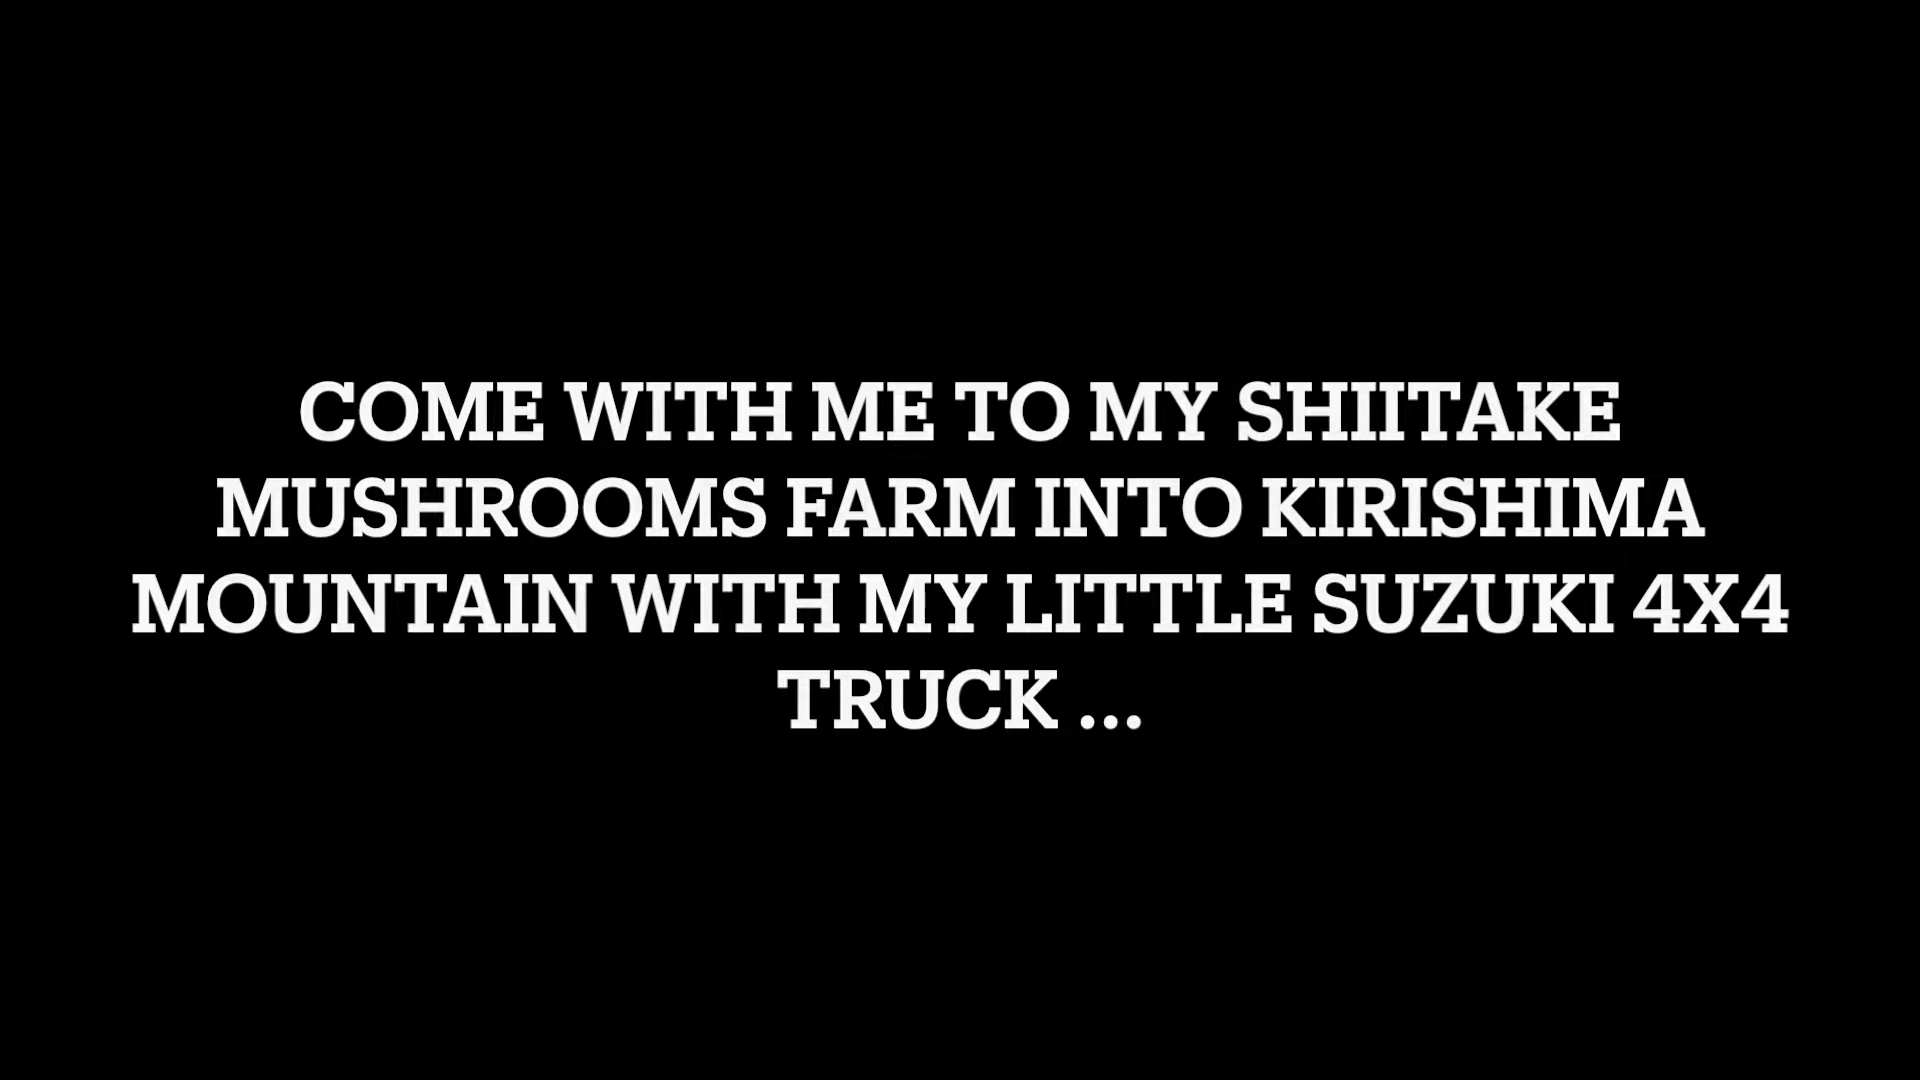 COME WITH ME TO MY SHIITAKE
MUSHROOMS FARM INTO KIRISHIMA
MOUNTAIN WITH MY LITTLE SUZUKI 4X4
TRUCK ...